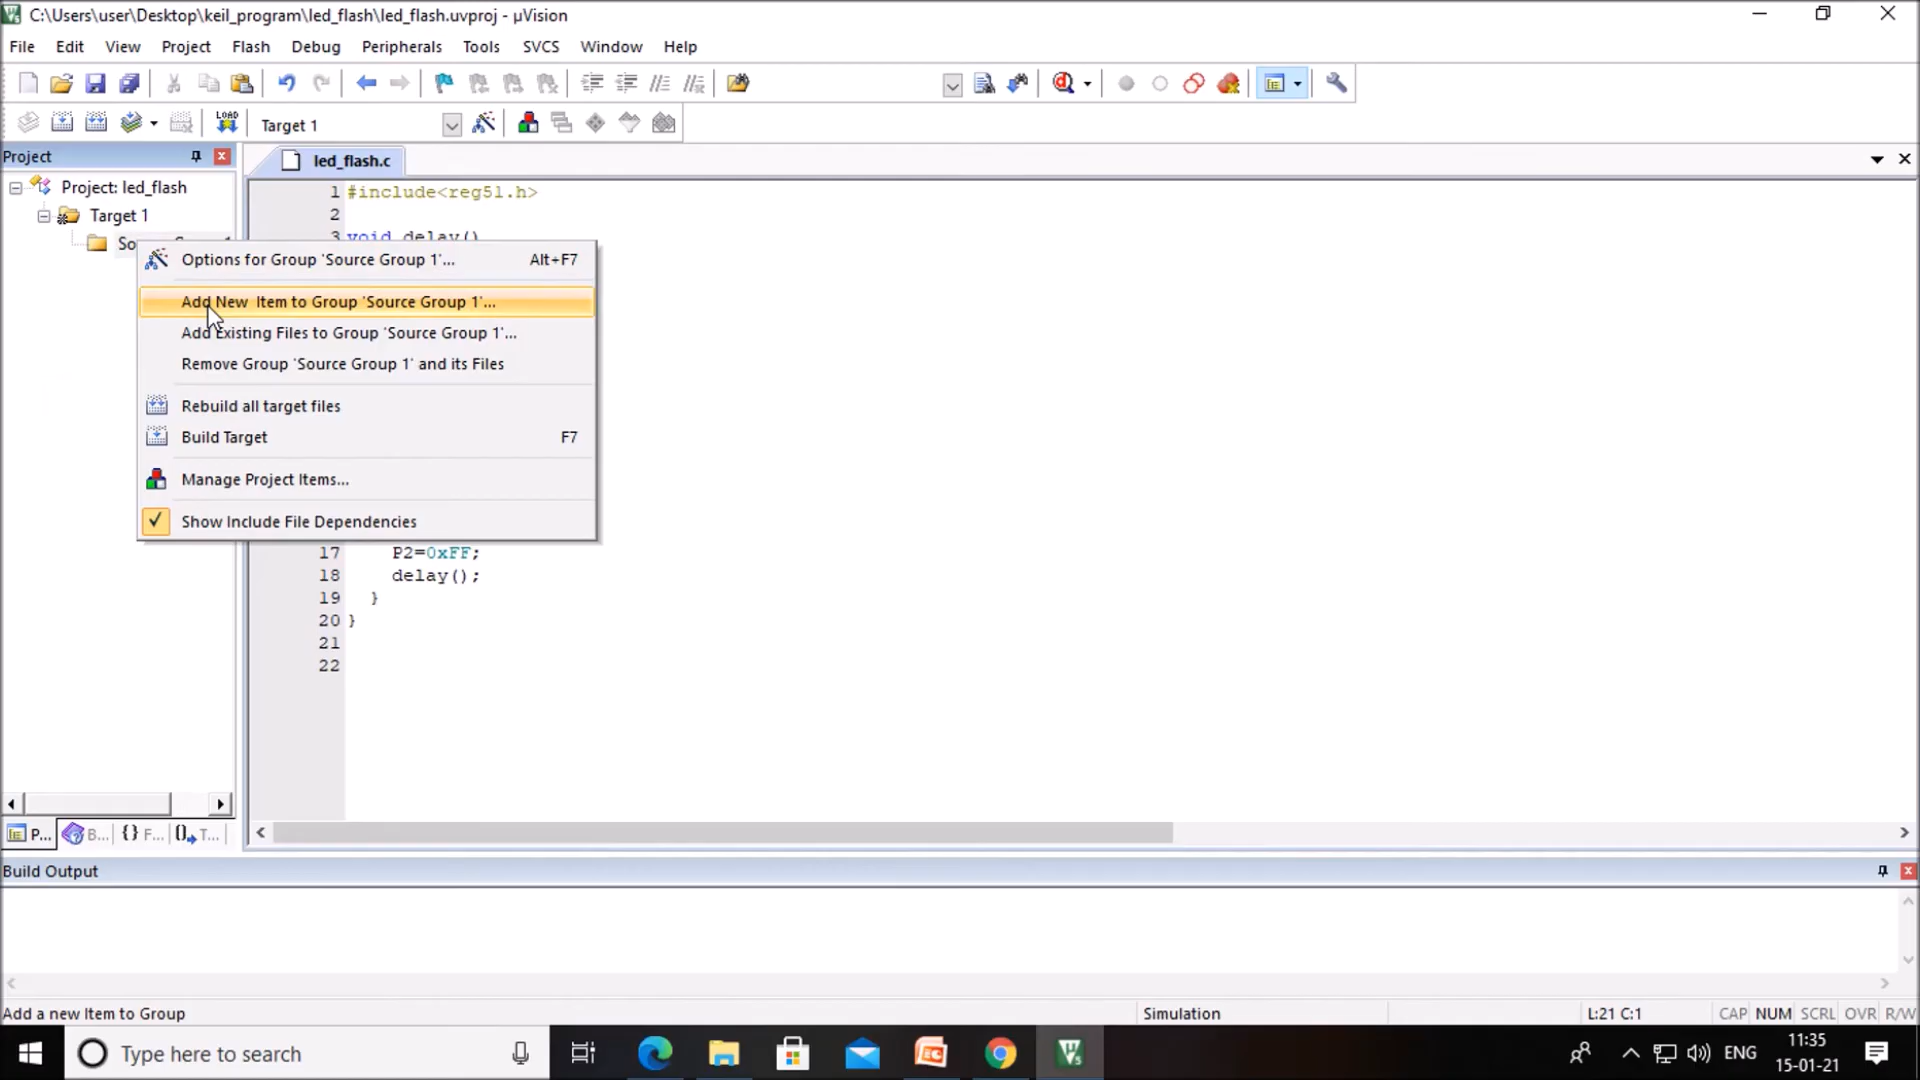 C:\Users\user\Desktop\keil_program\led_flash\led_flash.uvproj - µVision
File Edit View Project Flash Debug Peripherals Tools SVCS Window Help
LOAD Target 1
Project
led_flash.c
Project: led_flash
Target 1
1 #include<reg51.h>
2
3 void delay()
Options for Group 'Source Group 1'... Alt+F7
Add New Item to Group 'Source Group 1'...
Add Existing Files to Group 'Source Group 1'...
Remove Group 'Source Group 1' and its Files
Rebuild all target files
Build Target F7
Manage Project Items...
Show Include File Dependencies
17 P2=0xFF;
18 delay();
19 }
20 }
21
22
P... B... {} F... {} T...
Build Output
Add a new Item to Group Simulation L:21 C:1 CAP NUM SCRL OVR R/W
Type here to search ENG 11:35
15-01-21